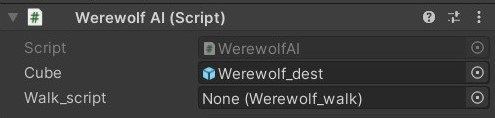 Werewolf AI (Script)
Script WerewolfAI
Cube Werewolf_dest
Walk_script None (Werewolf_walk)